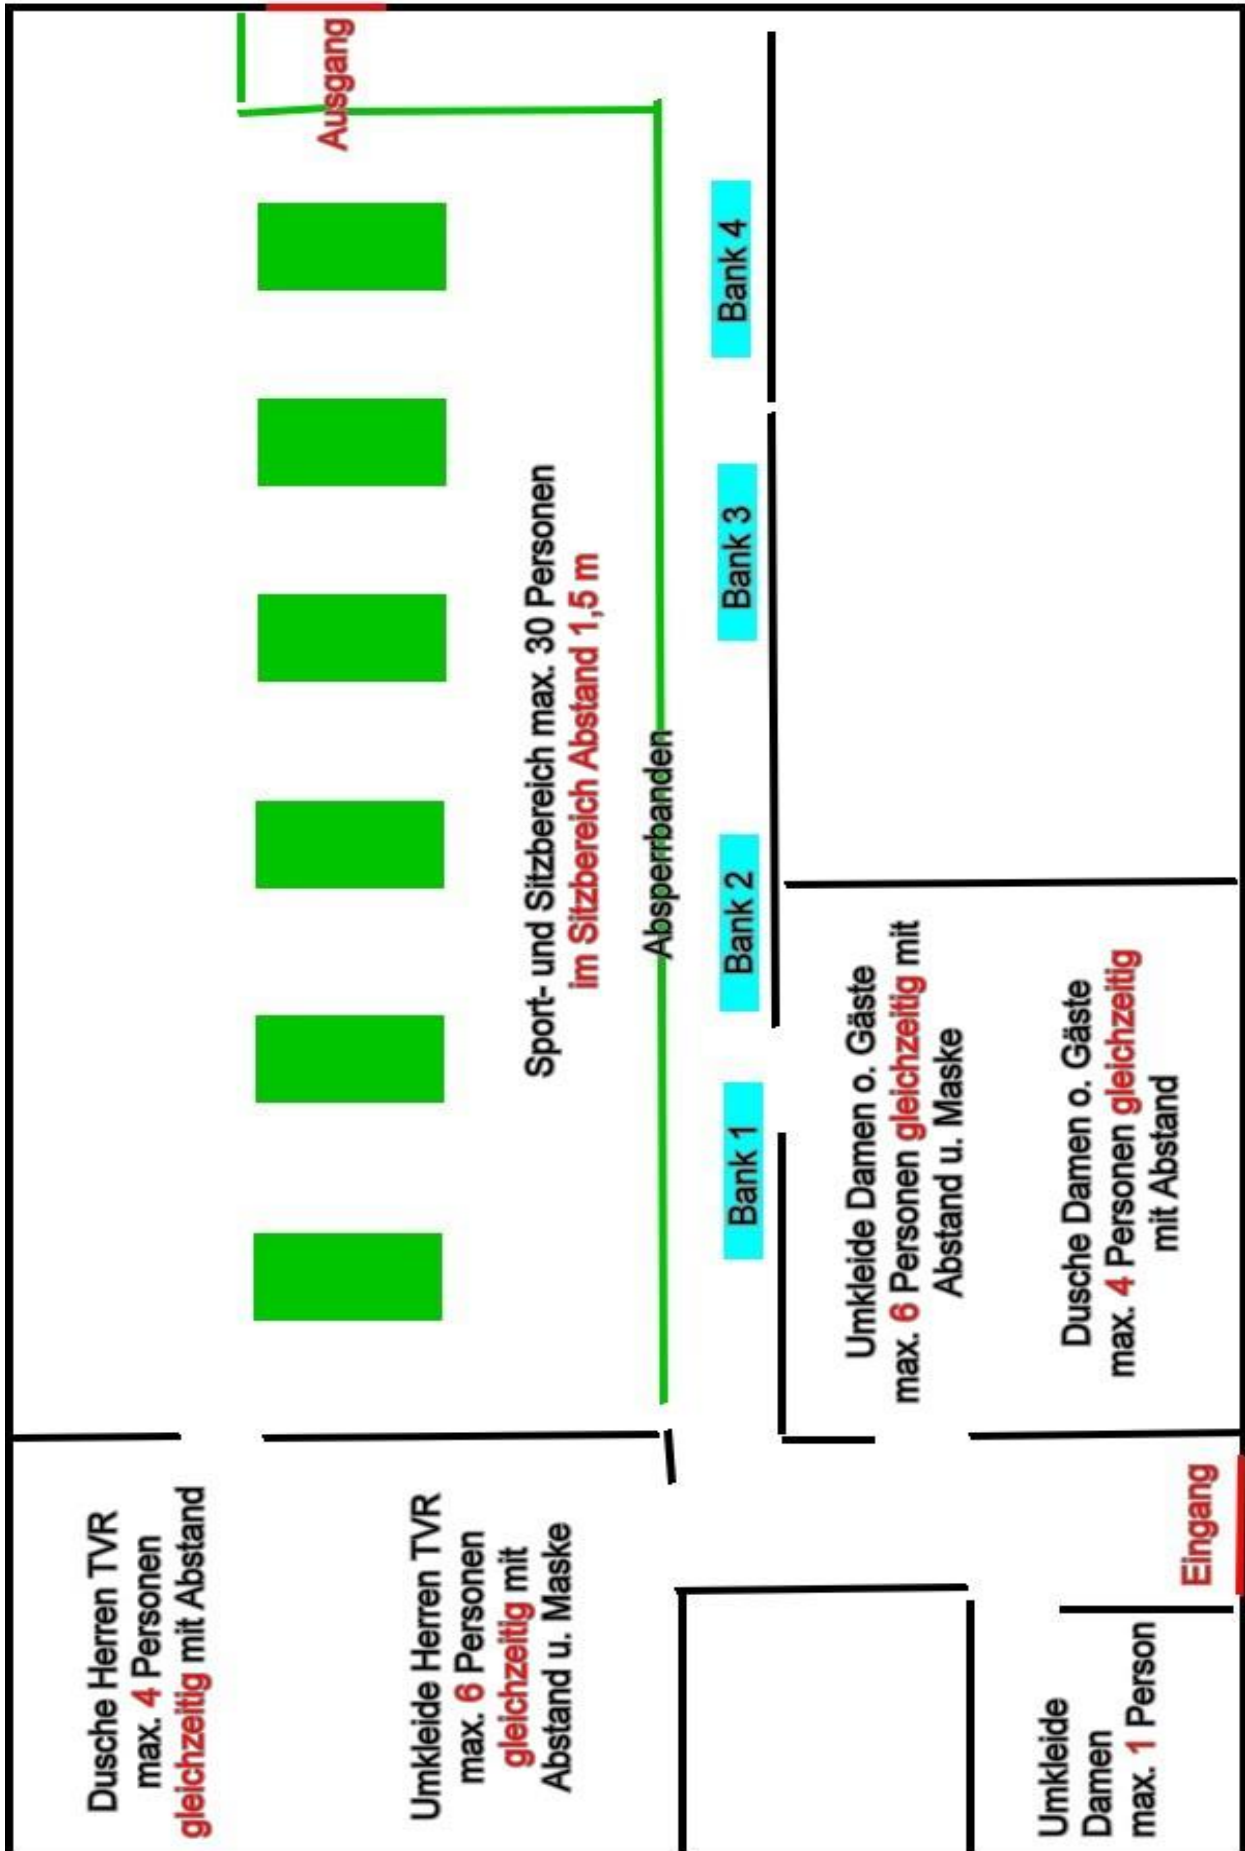 Dusche Herren TVR
max. 4 Personen
gleichzeitig mit Abstand
Ausgang
Umkleide Herren TVR
max. 6 Personen
gleichzeitig mit
Abstand u. Maske
Sport- und Sitzbereich max. 30 Personen
im Sitzbereich Abstand 1,5 m
Absperrbanden
Bank 1
Bank 2
Bank 3
Bank 4
Umkleide Damen o. Gäste
max. 6 Personen gleichzeitig mit
Abstand u. Maske
Umkleide
Damen
max. 1 Person
Eingang
Dusche Damen o. Gäste
max. 4 Personen gleichzeitig
mit Abstand